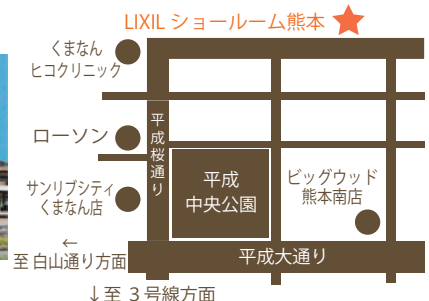 LIXIL ショールーム熊本
くまなん
ヒコクリニック
ローソン
平成桜通り
サンリブシティ
くまなん店
平成
中央公園
ビッグウッド
熊本南店
←
至 白山通り方面
平成大通り
↓至 3 号線方面